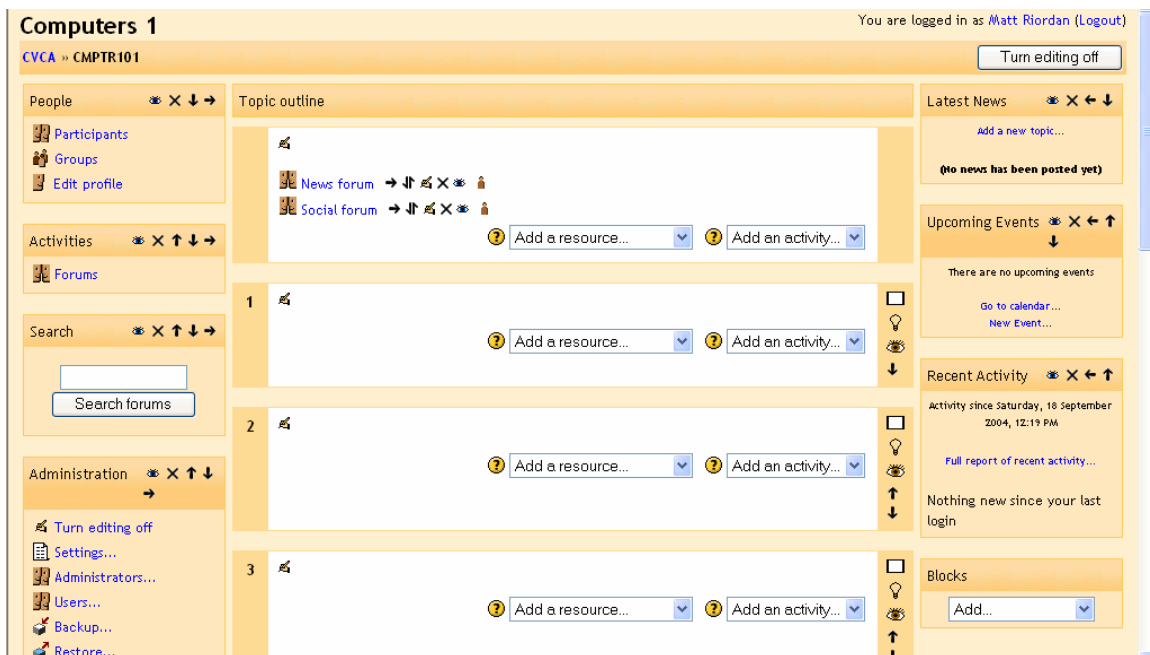 Computers 1
You are logged in as Matt Riordan (Logout)
CVCA » CMPTR101
Turn editing off
People
Participants
Groups
Edit profile
Activities
Forums
Search
Search forums
Administration
Turn editing off
Settings...
Administrators...
Users...
Backup...
Restore...
Topic outline
News forum
Social forum
Add a resource...
Add an activity...
1
Add a resource...
Add an activity...
2
Add a resource...
Add an activity...
3
Add a resource...
Add an activity...
Latest News
Add a new topic...
(No news has been posted yet)
Upcoming Events
There are no upcoming events
Go to calendar...
New Event...
Recent Activity
Activity since Saturday, 18 September
2004, 12:19 PM
Full report of recent activity...
Nothing new since your last
login
Blocks
Add...